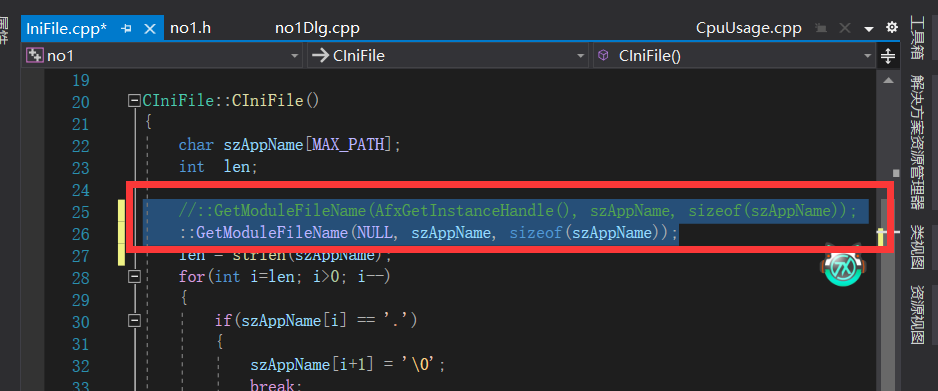 属性
IniFile.cpp*
no1.h
no1Dlg.cpp
CpuUsage.cpp
no1
CIniFile
CIniFile()
19
20 CIniFile::CIniFile()
21 {
22 char szAppName[MAX_PATH];
23 int  len;
24
25 //::GetModuleFileName(AfxGetInstanceHandle(), szAppName, sizeof(szAppName));
26 ::GetModuleFileName(NULL, szAppName, sizeof(szAppName));
27 len = strlen(szAppName);
28 for(int i=len; i>0; i--)
29 {
30 if(szAppName[i] == '.')
31 {
32 szAppName[i+1] = '\0';
33 break;
工具箱
解决方案资源管理器
类视图
资源视图
7X